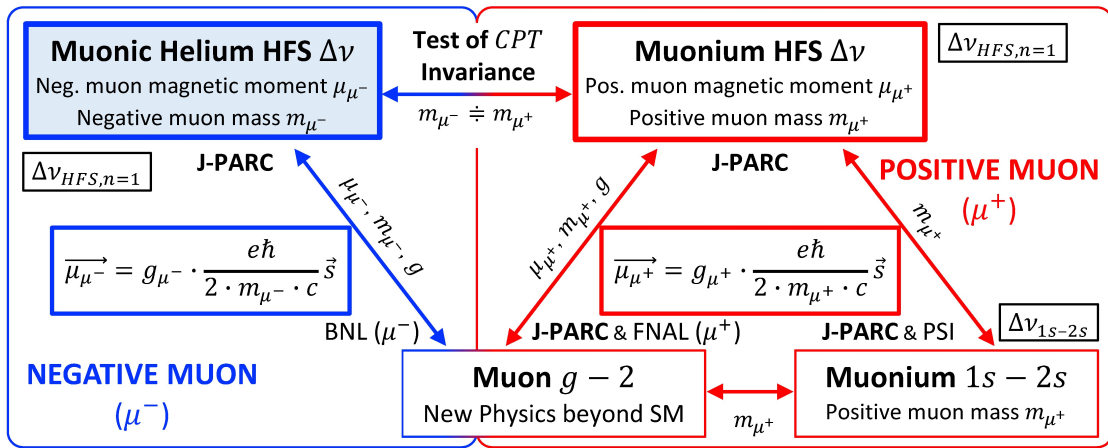 Muonic Helium HFS Δν
Neg. muon magnetic moment μ_μ⁻
Negative muon mass m_μ⁻
J-PARC
Δν_HFS,n=1
Test of CPT
Invariance
m_μ⁻ ≑ m_μ⁺
Muonium HFS Δν
Pos. muon magnetic moment μ_μ⁺
Positive muon mass m_μ⁺
J-PARC
Δν_HFS,n=1
POSITIVE MUON
(μ⁺)
μ_μ⁻, m_μ⁻, g
μ_μ⁺, m_μ⁺, g
m_μ⁺
μ_μ⁻→ = g_μ⁻ · eħ / 2 · m_μ⁻ · c s→
μ_μ⁺→ = g_μ⁺ · eħ / 2 · m_μ⁺ · c s→
BNL (μ⁻)
J-PARC & FNAL (μ⁺)
J-PARC & PSI
Δν_1s−2s
NEGATIVE MUON
(μ⁻)
Muon g − 2
New Physics beyond SM
m_μ⁺
Muonium 1s − 2s
Positive muon mass m_μ⁺